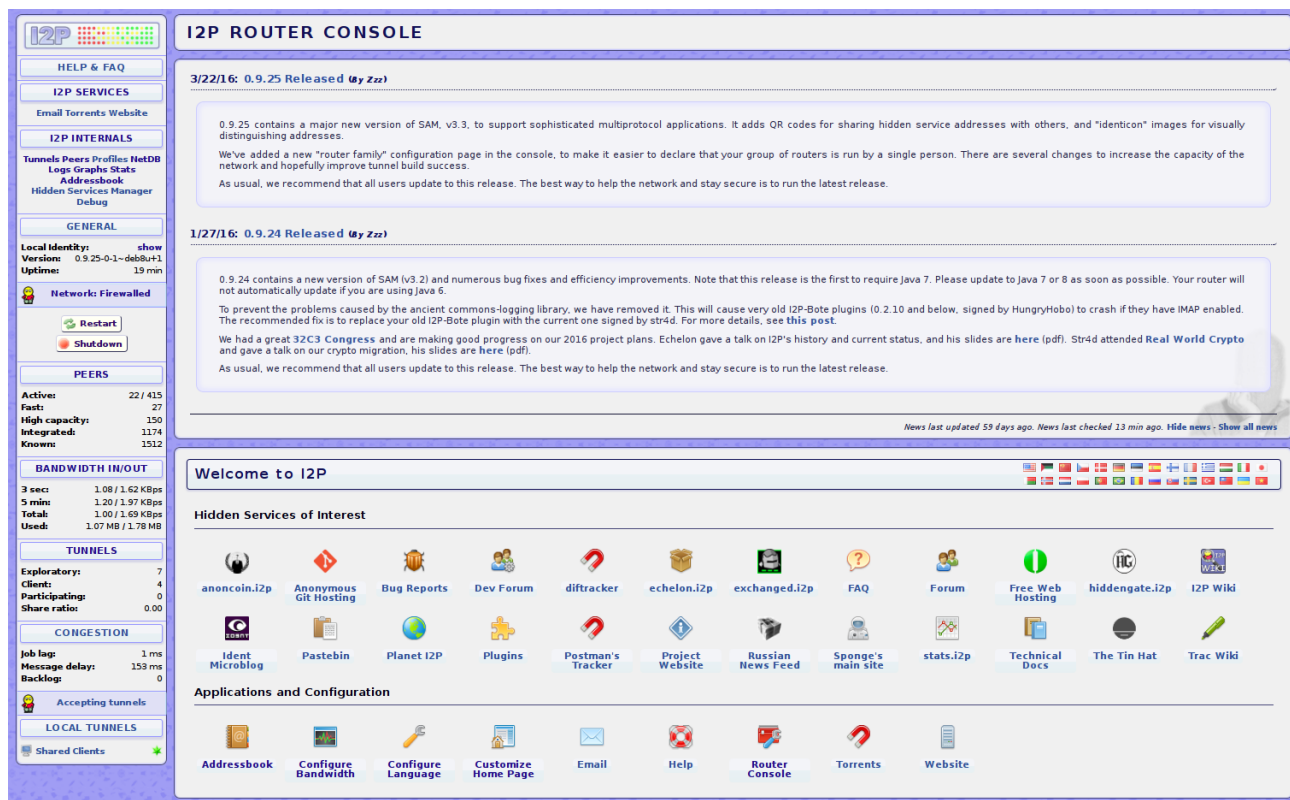 I2P
HELP & FAQ
I2P SERVICES
Email Torrents Website
I2P INTERNALS
Tunnels Peers Profiles NetDB
Logs Graphs Stats
Addressbook
Hidden Services Manager
Debug
GENERAL
Local Identity: show
Version: 0.9.25-0-1~deb8u+1
Uptime: 19 min
Network: Firewalled
Restart
Shutdown
PEERS
Active: 22 / 415
Fast: 27
High capacity: 150
Integrated: 1174
Known: 1512
BANDWIDTH IN/OUT
3 sec: 1.08 / 1.62 KBps
5 min: 1.20 / 1.97 KBps
Total: 1.00 / 1.69 KBps
Used: 1.07 MB / 1.78 MB
TUNNELS
Exploratory: 7
Client: 4
Participating: 0
Share ratio: 0.00
CONGESTION
Job lag: 1 ms
Message delay: 153 ms
Backlog: 0
Accepting tunnels
LOCAL TUNNELS
Shared Clients
I2P ROUTER CONSOLE
3/22/16: 0.9.25 Released (By Zzz)
0.9.25 contains a major new version of SAM, v3.3, to support sophisticated multiprotocol applications. It adds QR codes for sharing hidden service addresses with others, and "identicon" images for visually
distinguishing addresses.
We've added a new "router family" configuration page in the console, to make it easier to declare that your group of routers is run by a single person. There are several changes to increase the capacity of the
network and hopefully improve tunnel build success.
As usual, we recommend that all users update to this release. The best way to help the network and stay secure is to run the latest release.
1/27/16: 0.9.24 Released (By Zzz)
0.9.24 contains a new version of SAM (v3.2) and numerous bug fixes and efficiency improvements. Note that this release is the first to require Java 7. Please update to Java 7 or 8 as soon as possible. Your router will
not automatically update if you are using Java 6.
To prevent the problems caused by the ancient commons-logging library, we have removed it. This will cause very old I2P-Bote plugins (0.2.10 and below, signed by HungryHobo) to crash if they have IMAP enabled.
The recommended fix is to replace your old I2P-Bote plugin with the current one signed by str4d. For more details, see this post.
We had a great 32C3 Congress and are making good progress on our 2016 project plans. Echelon gave a talk on I2P's history and current status, and his slides are here (pdf). Str4d attended Real World Crypto
and gave a talk on our crypto migration, his slides are here (pdf).
As usual, we recommend that all users update to this release. The best way to help the network and stay secure is to run the latest release.
News last updated 59 days ago. News last checked 13 min ago. Hide news - Show all news
Welcome to I2P
Hidden Services of Interest
anoncoin.i2p
Anonymous
Git Hosting
Bug Reports
Dev Forum
diftracker
echelon.i2p
exchanged.i2p
FAQ
Forum
Free Web
Hosting
hiddengate.i2p
I2P Wiki
Ident
Microblog
Pastebin
Planet I2P
Plugins
Postman's
Tracker
Project
Website
Russian
News Feed
Sponge's
main site
stats.i2p
Technical
Docs
The Tin Hat
Trac Wiki
Applications and Configuration
Addressbook
Configure
Bandwidth
Configure
Language
Customize
Home Page
Email
Help
Router
Console
Torrents
Website